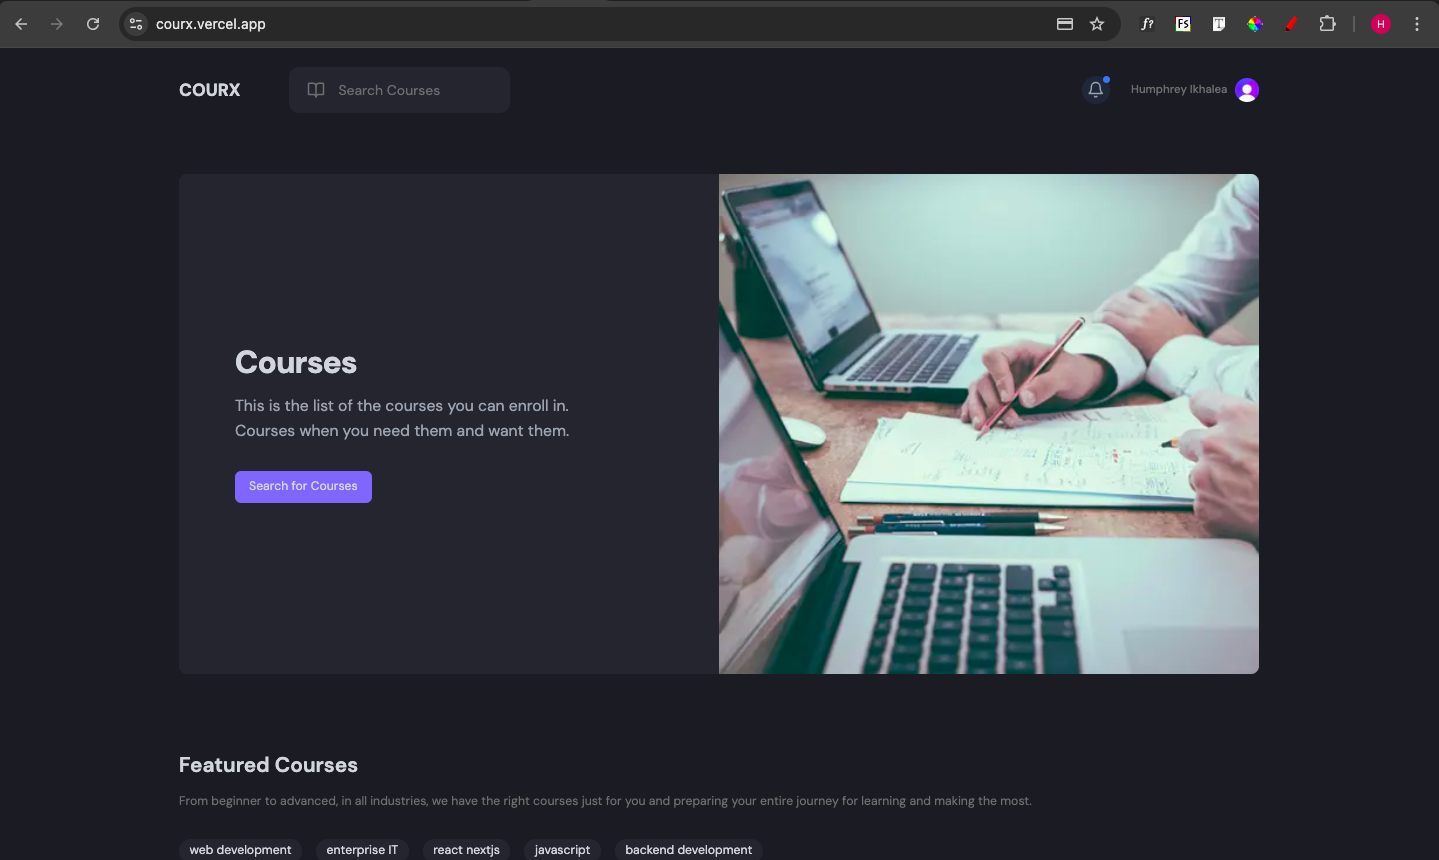 courx.vercel.app
f?
Fs
T
H
COURX
Search Courses
Humphrey Ikhalea
Courses
This is the list of the courses you can enroll in.
Courses when you need them and want them.
Search for Courses
Featured Courses
From beginner to advanced, in all industries, we have the right courses just for you and preparing your entire journey for learning and making the most.
web development
enterprise IT
react nextjs
javascript
backend development